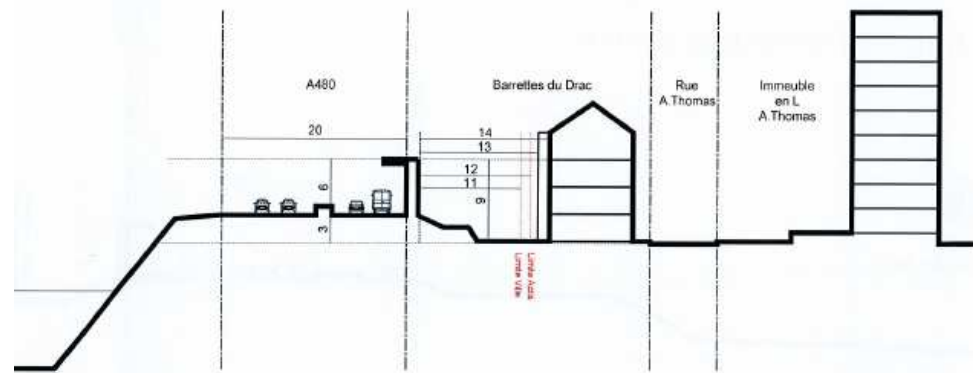 A480
Barrettes du Drac
Rue
A.Thomas
Immeuble
en L
A.Thomas
20
14
13
12
11
6
9
3
Limite Ville
Limite Actis